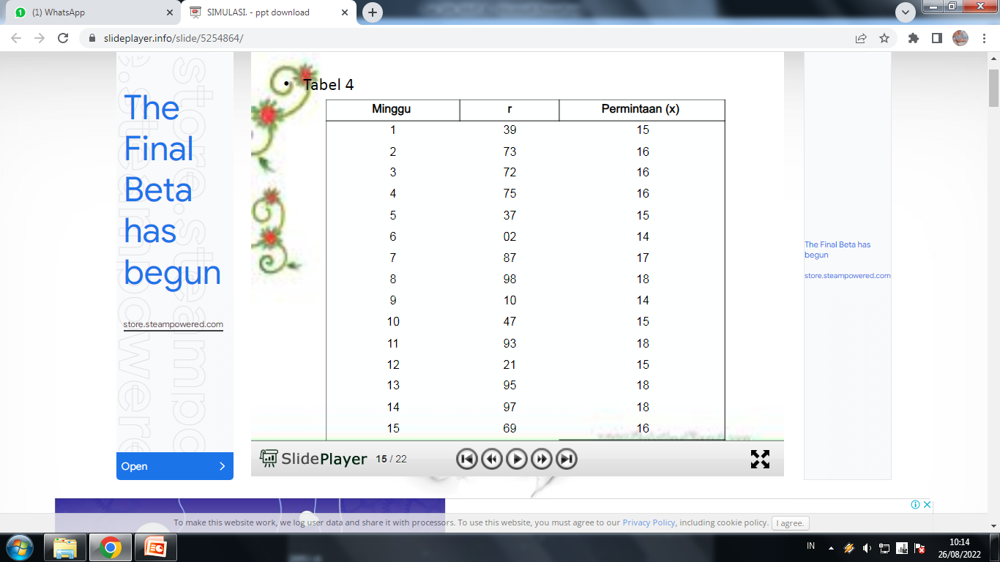 (1) WhatsApp
SIMULASI. - ppt download
slideplayer.info/slide/5254864/
The
Final
Beta
has
begun
store.steampowered.com
Open
• Tabel 4
Minggu r Permintaan (x)
1 39 15
2 73 16
3 72 16
4 75 16
5 37 15
6 02 14
7 87 17
8 98 18
9 10 14
10 47 15
11 93 18
12 21 15
13 95 18
14 97 18
15 69 16
SlidePlayer 15 / 22
The Final Beta has
begun
store.steampowered.com
To make this website work, we log user data and share it with processors. To use this website, you must agree to our Privacy Policy, including cookie policy. I agree.
IN
10:14
26/08/2022